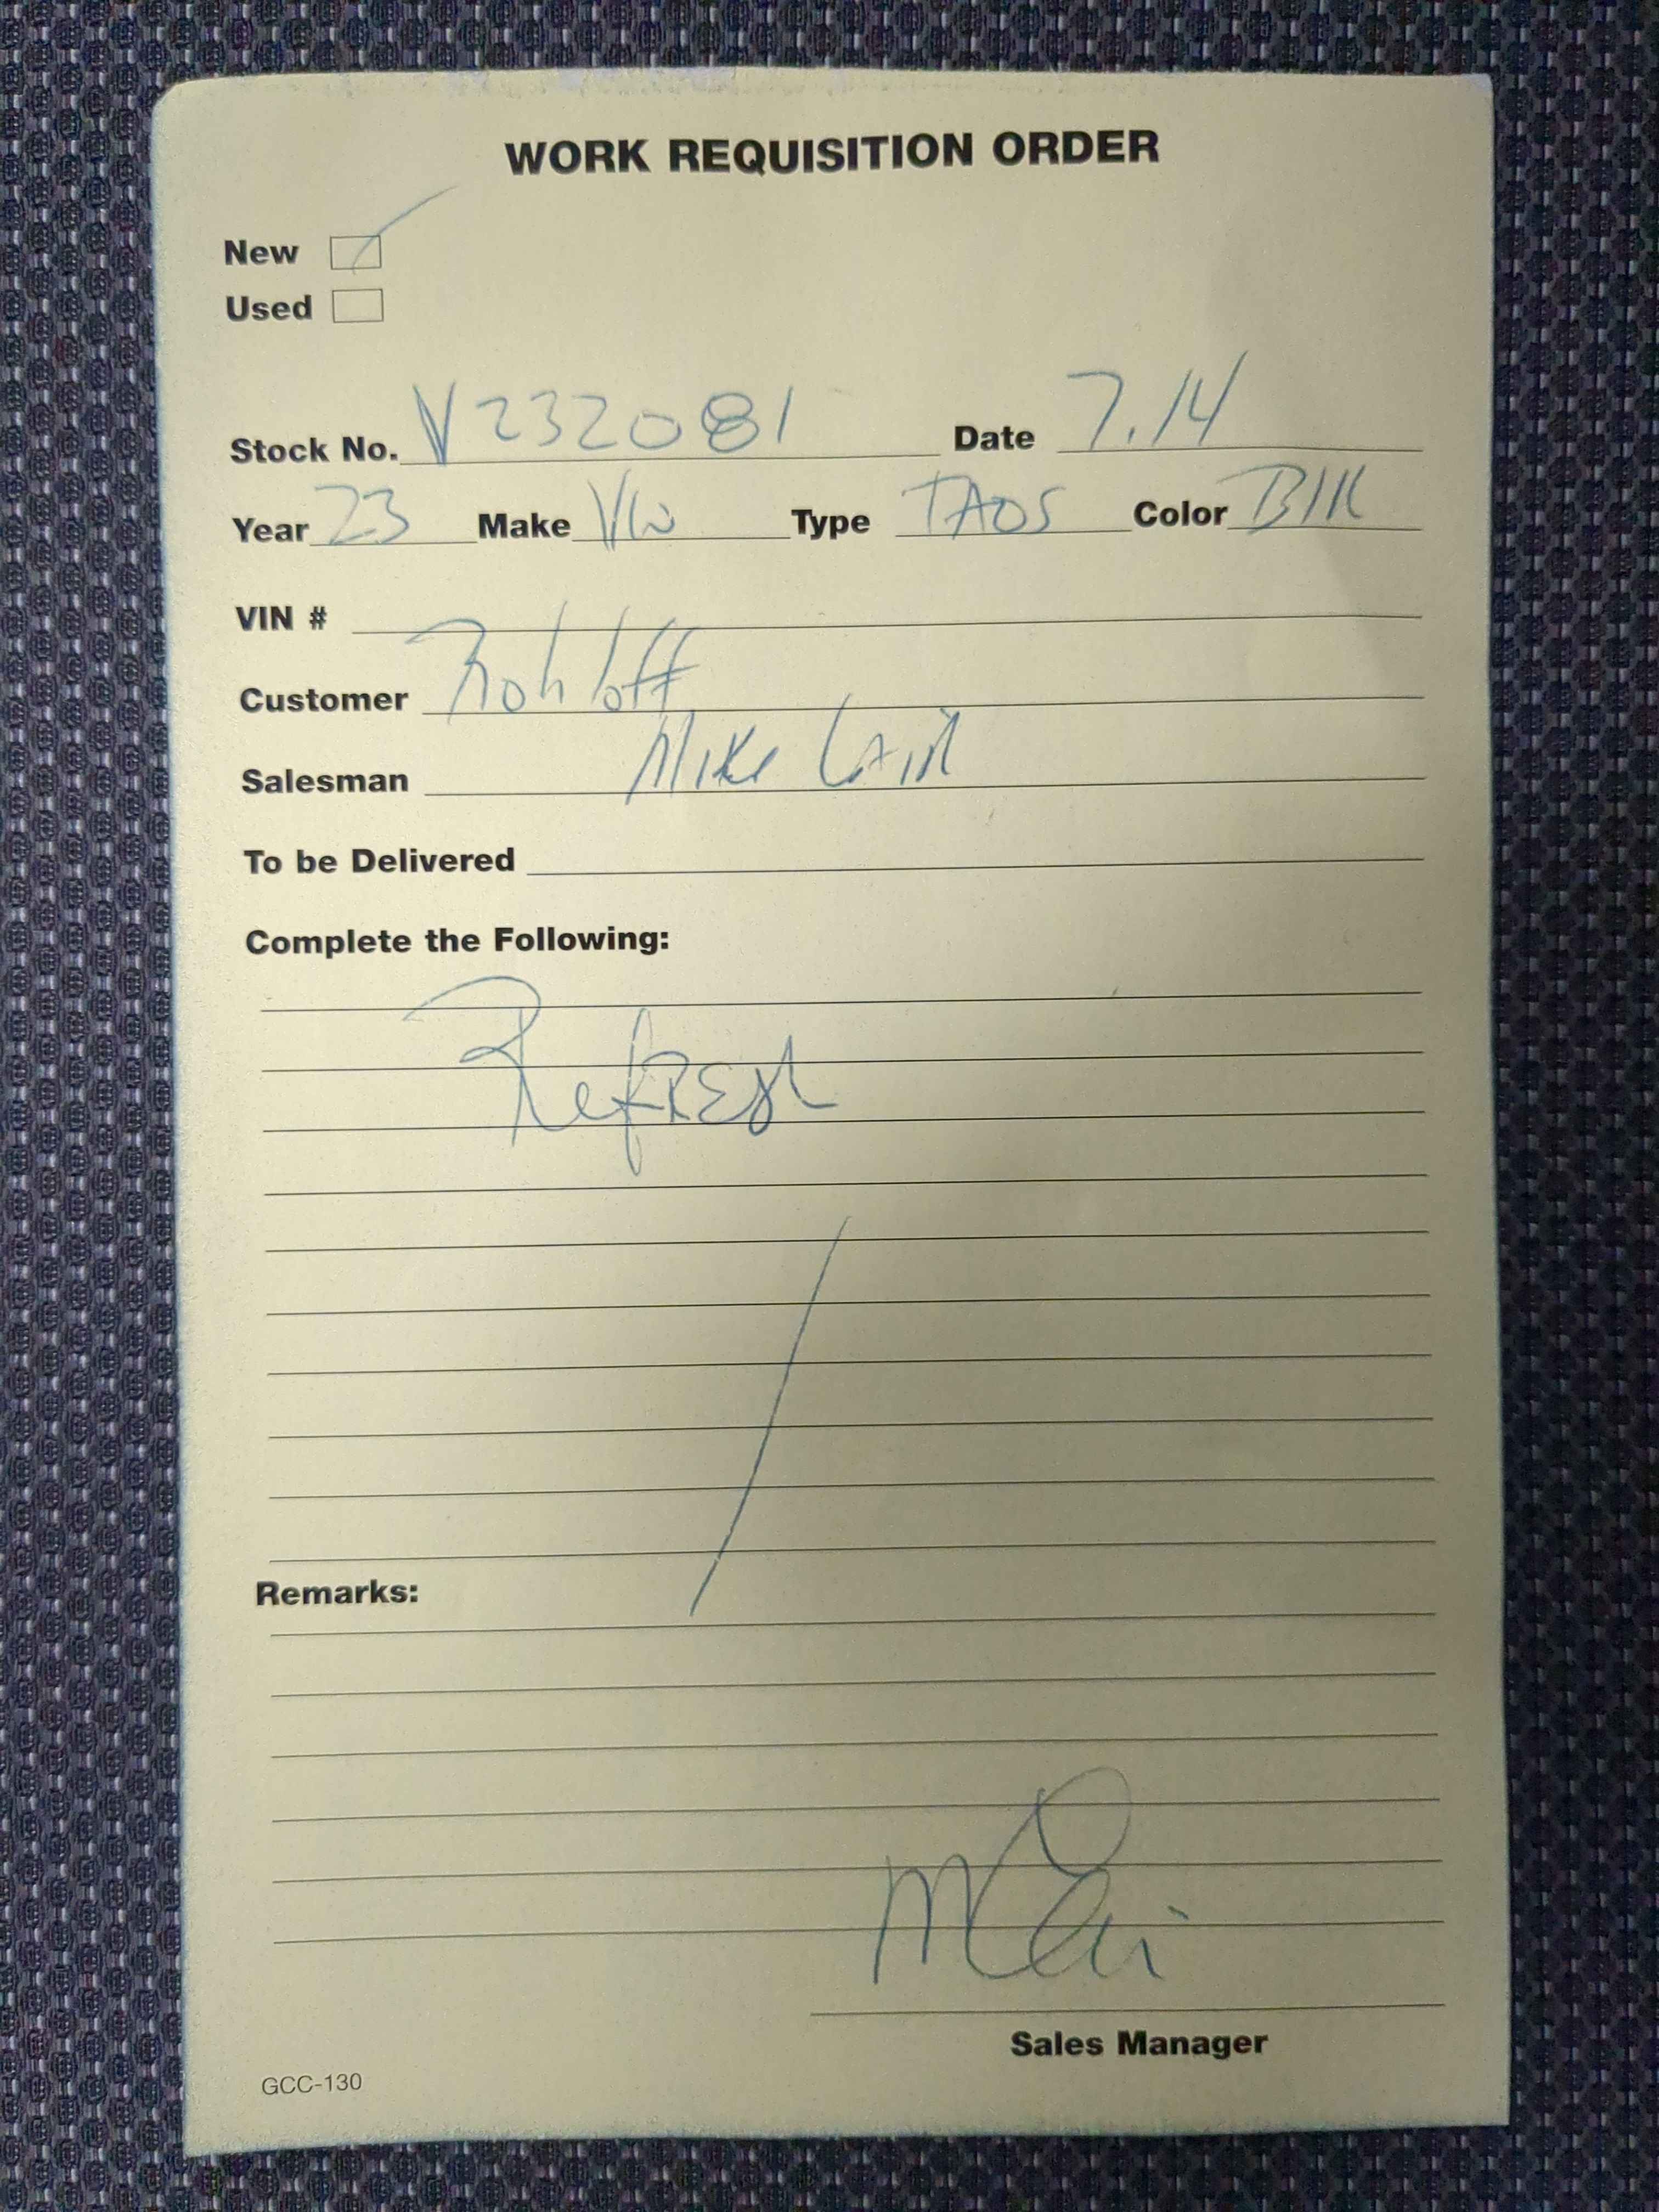 WORK REQUISITION ORDER
New
Used
Stock No. V232081 Date 7.14
Year 23 Make VW Type TAOS Color Blk
VIN #
Customer Rohloff
Salesman Mike
To be Delivered
Complete the Following:
Refresh
Remarks:
Sales Manager
GCC-130